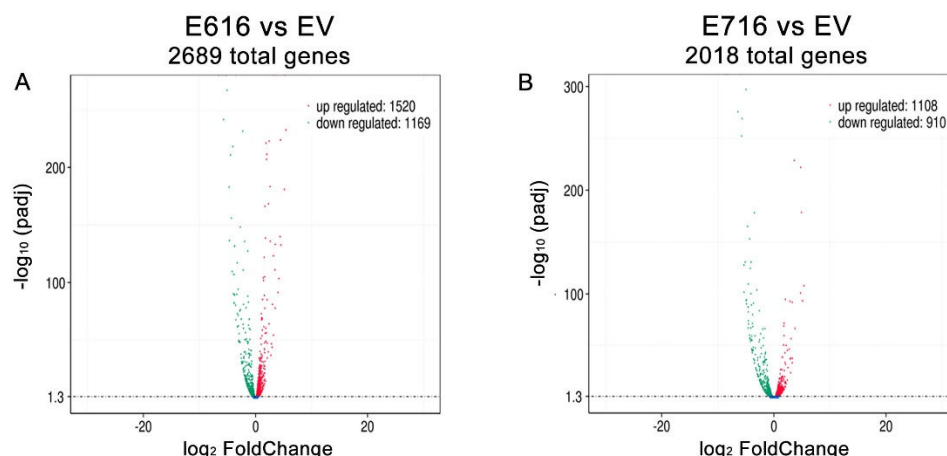 E616 vs EV
2689 total genes
A
up regulated: 1520
down regulated: 1169
200
100
1.3
-log10 (padj)
-20
0
20
log2 FoldChange
E716 vs EV
2018 total genes
B
300
up regulated: 1108
down regulated: 910
200
100
1.3
-log10 (padj)
-20
0
20
log2 FoldChange